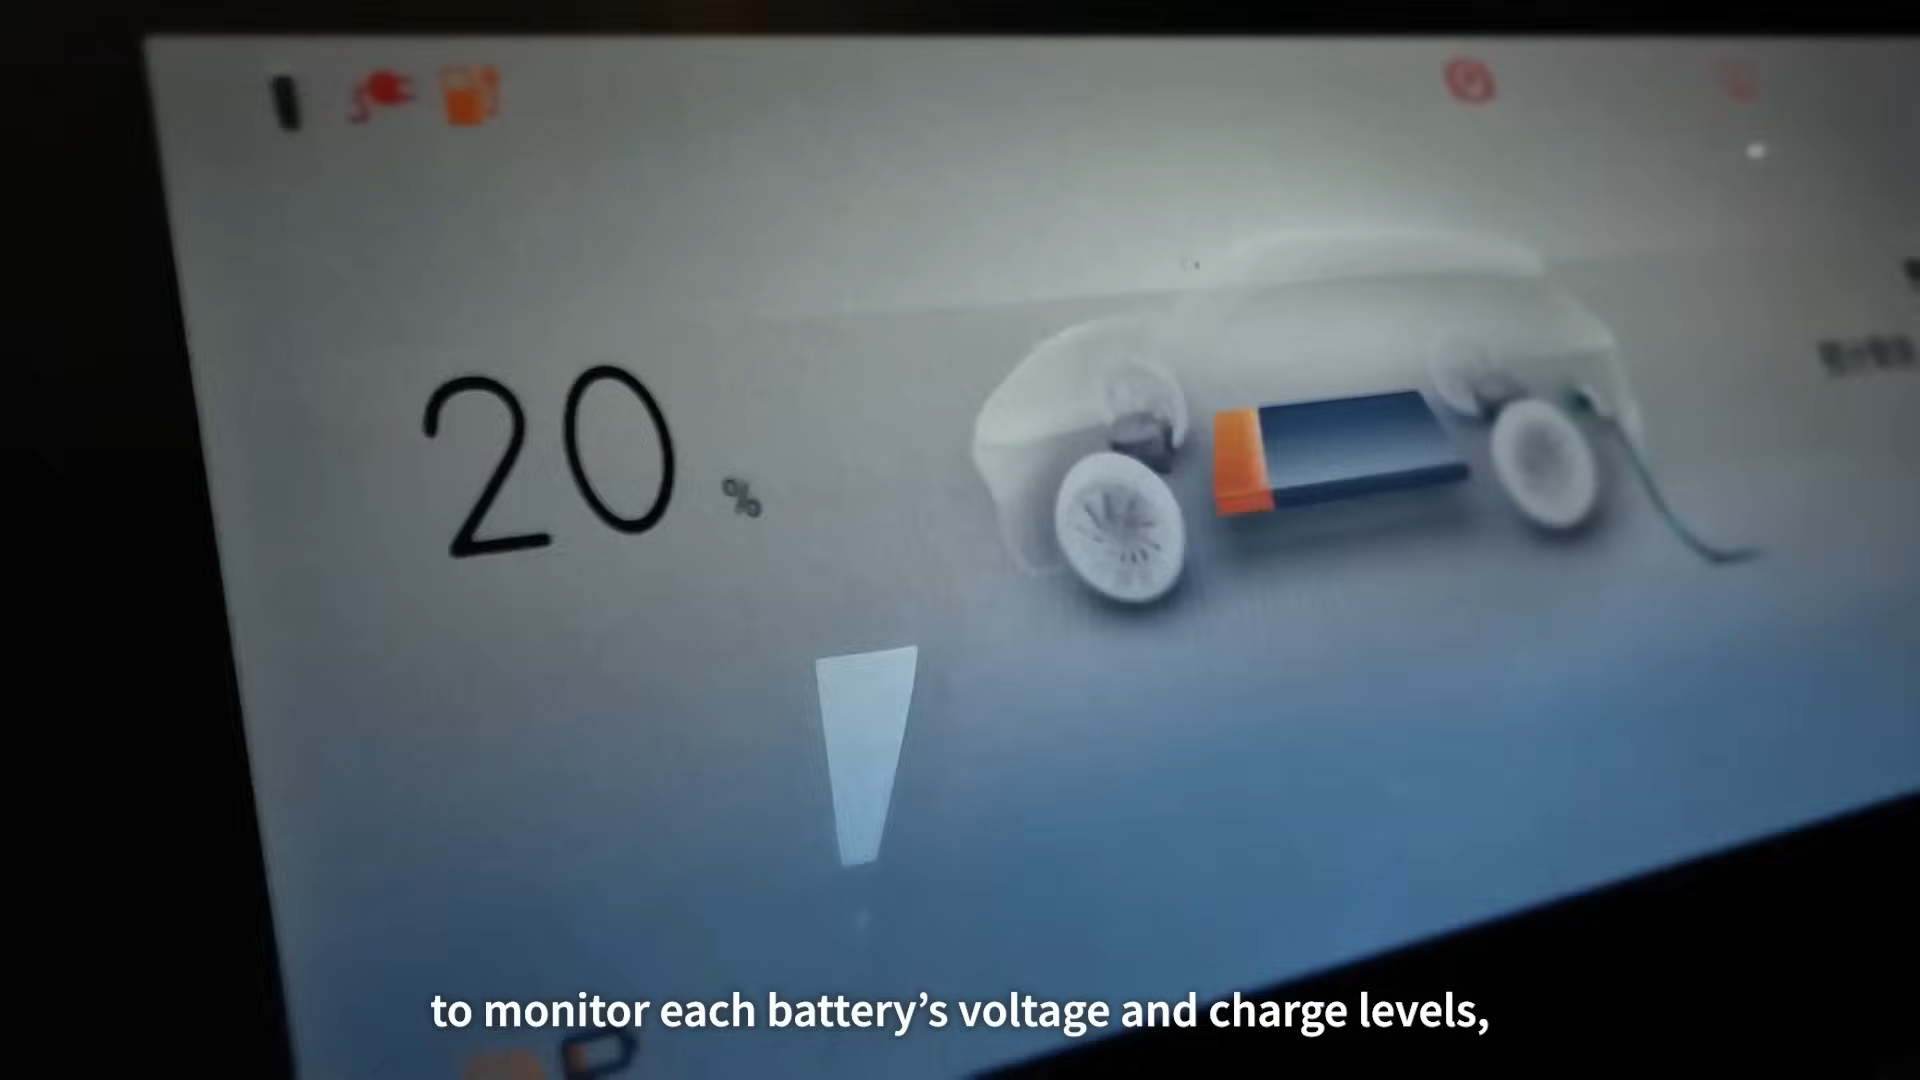 20 %
P
to monitor each battery’s voltage and charge levels,